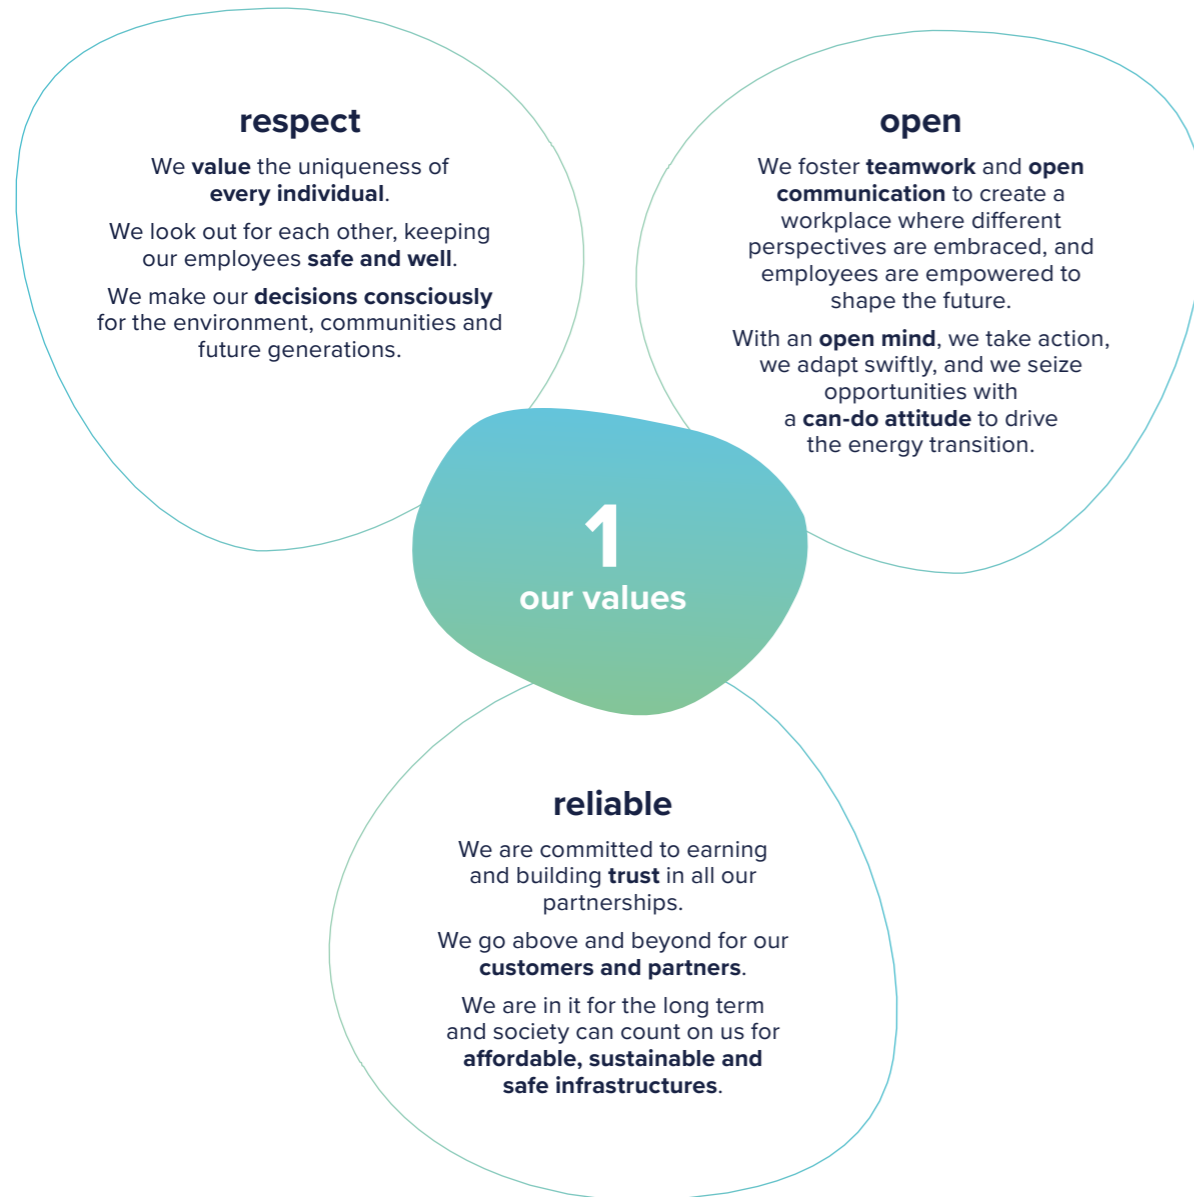 respect
We value the uniqueness of
every individual.
We look out for each other, keeping
our employees safe and well.
We make our decisions consciously
for the environment, communities and
future generations.
open
We foster teamwork and open
communication to create a
workplace where different
perspectives are embraced, and
employees are empowered to
shape the future.
With an open mind, we take action,
we adapt swiftly, and we seize
opportunities with
a can-do attitude to drive
the energy transition.
1
our values
reliable
We are committed to earning
and building trust in all our
partnerships.
We go above and beyond for our
customers and partners.
We are in it for the long term
and society can count on us for
affordable, sustainable and
safe infrastructures.